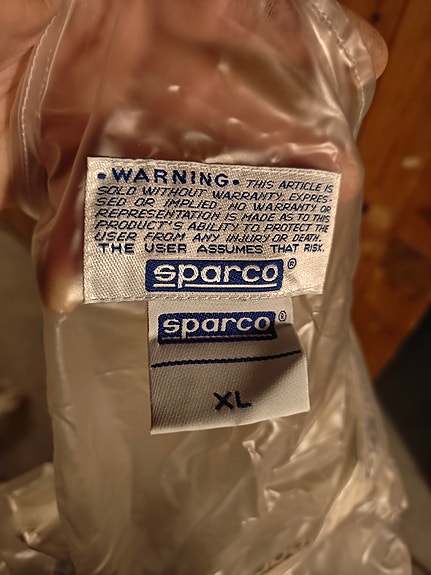 •WARNING• THIS ARTICLE IS
SOLD WITHOUT WARRANTY, EXPRES-
SED OR IMPLIED. NO WARRANTY OR
REPRESENTATION IS MADE AS TO THIS
PRODUCT'S ABILITY TO PROTECT THE
USER FROM ANY INJURY OR DEATH.
THE USER ASSUMES THAT RISK.
sparco®
sparco®
XL